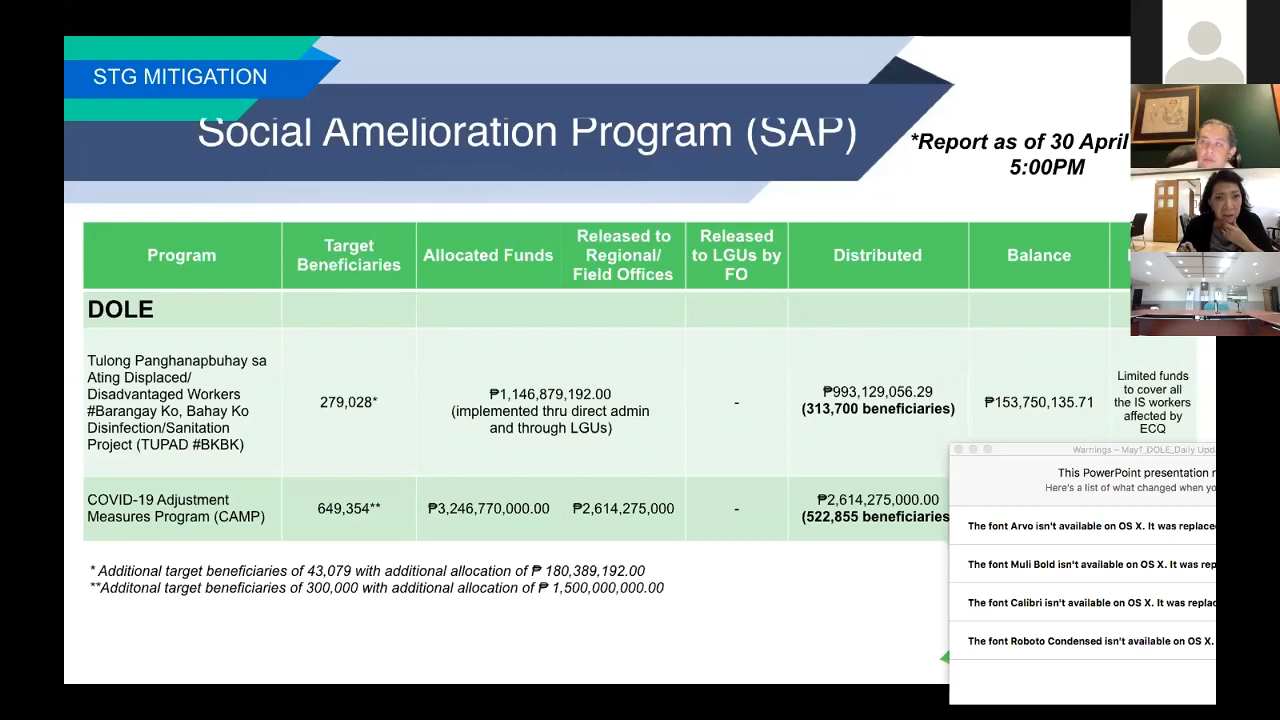 STG MITIGATION
Social Amelioration Program (SAP)
*Report as of 30 April
5:00PM
Program
Target
Beneficiaries
Allocated Funds
Released to
Regional/
Field Offices
Released
to LGUs by
FO
Distributed
Balance
DOLE
Tulong Panghanapbuhay sa
Ating Displaced/
Disadvantaged Workers
#Barangay Ko, Bahay Ko
Disinfection/Sanitation
Project (TUPAD #BKBK)
279,028*
₱1,146,879,192.00
(implemented thru direct admin
and through LGUs)
-
₱993,129,056.29
(313,700 beneficiaries)
₱153,750,135.71
Limited funds
to cover all
the IS workers
affected by
ECQ
COVID-19 Adjustment
Measures Program (CAMP)
649,354**
₱3,246,770,000.00
₱2,614,275,000
-
₱2,614,275,000.00
(522,855 beneficiaries
* Additional target beneficiaries of 43,079 with additional allocation of ₱ 180,389,192.00
**Additonal target beneficiaries of 300,000 with additional allocation of ₱ 1,500,000,000.00
Warnings – May1_DOLE_Daily Upd
This PowerPoint presentation
Here's a list of what changed when yo
The font Arvo isn't available on OS X. It was replace
The font Muli Bold isn't available on OS X. It was rep
The font Calibri isn't available on OS X. It was replac
The font Roboto Condensed isn't available on OS X.